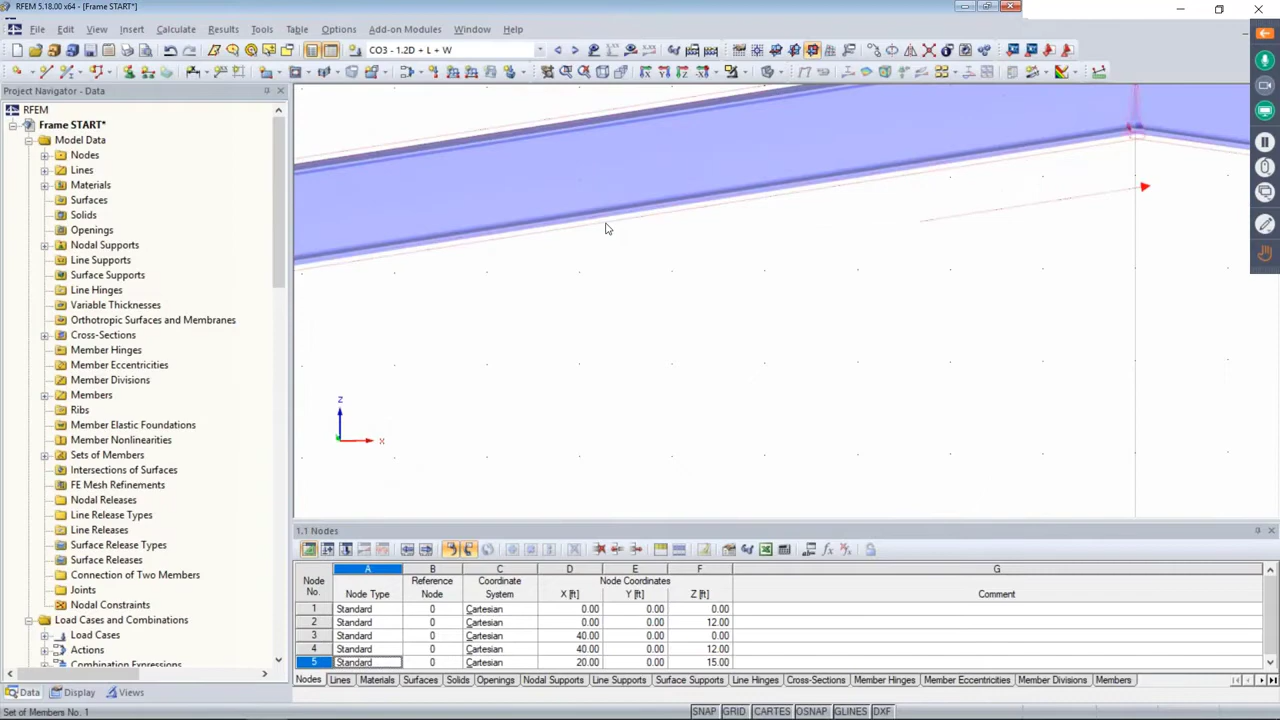 RFEM 5.18.00 x64 - [Frame START*]
File Edit View Insert Calculate Results Tools Table Options Add-on Modules Window Help
CO3 - 1.2D + L + W
Project Navigator - Data
RFEM
Frame START*
Model Data
Nodes
Lines
Materials
Surfaces
Solids
Openings
Nodal Supports
Line Supports
Surface Supports
Line Hinges
Variable Thicknesses
Orthotropic Surfaces and Membranes
Cross-Sections
Member Hinges
Member Eccentricities
Member Divisions
Members
Ribs
Member Elastic Foundations
Member Nonlinearities
Sets of Members
Intersections of Surfaces
FE Mesh Refinements
Nodal Releases
Line Release Types
Line Releases
Surface Release Types
Surface Releases
Connection of Two Members
Joints
Nodal Constraints
Load Cases and Combinations
Load Cases
Actions
Combination Expressions
Data Display Views
Z
X
1.1 Nodes
A B C D E F G
Node Reference Coordinate Node Coordinates
No. Node Type Node System X [ft] Y [ft] Z [ft] Comment
1 Standard 0 Cartesian 0.00 0.00 0.00
2 Standard 0 Cartesian 0.00 0.00 12.00
3 Standard 0 Cartesian 40.00 0.00 0.00
4 Standard 0 Cartesian 40.00 0.00 12.00
5 Standard 0 Cartesian 20.00 0.00 15.00
Nodes Lines Materials Surfaces Solids Openings Nodal Supports Line Supports Surface Supports Line Hinges Cross-Sections Member Hinges Member Eccentricities Member Divisions Members
Set of Members No. 1
SNAP GRID CARTES OSNAP GLINES DXF